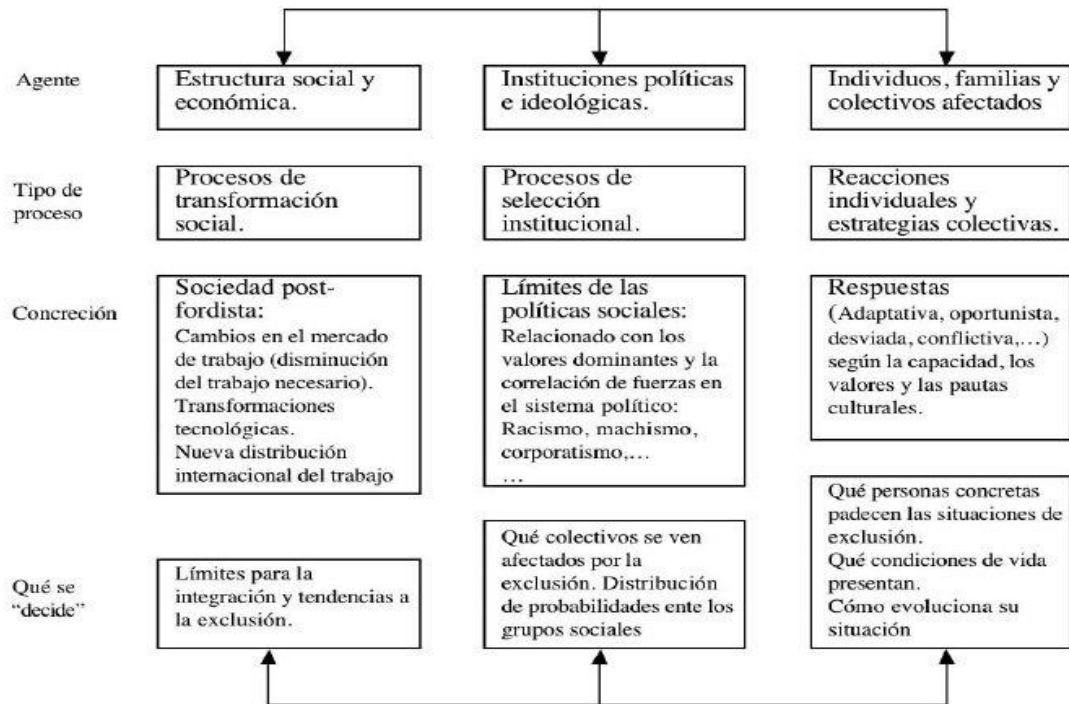 Agente
Estructura social y
económica.
Instituciones políticas
e ideológicas.
Individuos, familias y
colectivos afectados
Tipo de
proceso
Procesos de
transformación
social.
Procesos de
selección
institucional.
Reacciones
individuales y
estrategias colectivas.
Concreción
Sociedad post-
fordista:
Cambios en el mercado
de trabajo (disminución
del trabajo necesario).
Transformaciones
tecnológicas.
Nueva distribución
internacional del trabajo
Límites de las
políticas sociales:
Relacionado con los
valores dominantes y la
correlación de fuerzas en
el sistema político:
Racismo, machismo,
corporatismo,…
…
Respuestas
(Adaptativa, oportunista,
desviada, conflictiva,…)
según la capacidad, los
valores y las pautas
culturales.
Qué se
“decide”
Límites para la
integración y tendencias a
la exclusión.
Qué colectivos se ven
afectados por la
exclusión. Distribución
de probabilidades ente los
grupos sociales
Qué personas concretas
padecen las situaciones de
exclusión.
Qué condiciones de vida
presentan.
Cómo evoluciona su
situación